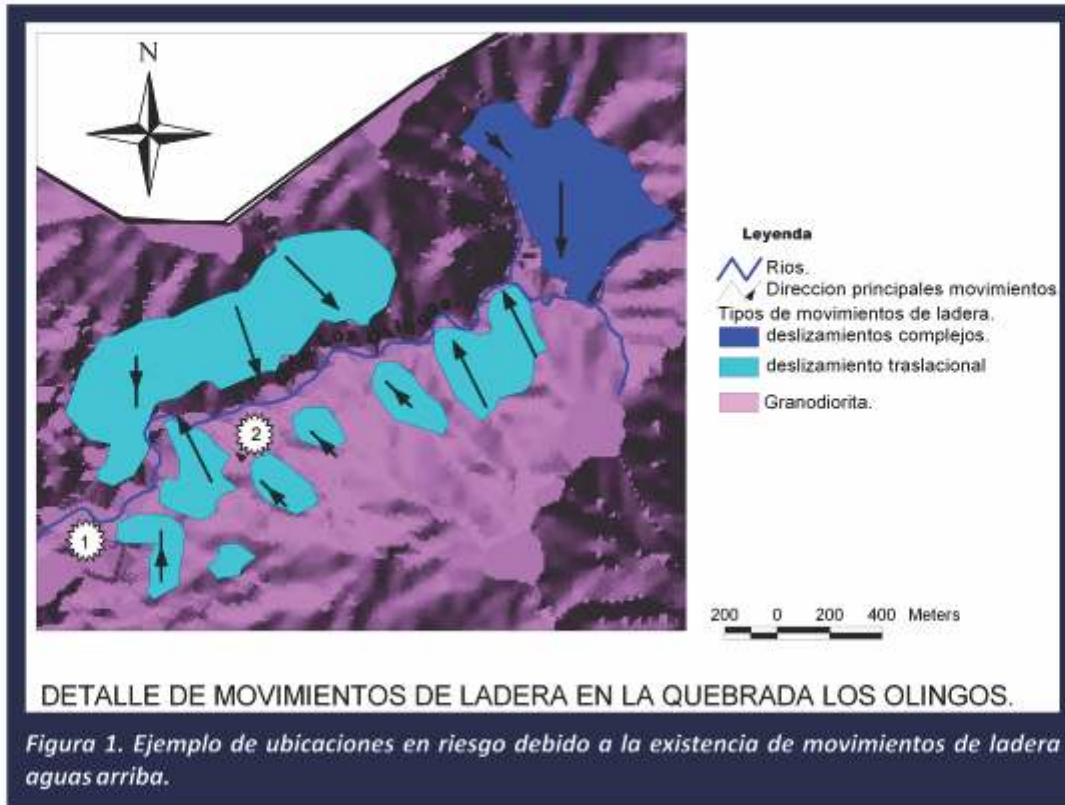 N
Los Olingos
2
1
Leyenda
Rios.
Direccion principales movimientos.
Tipos de movimientos de ladera.
deslizamientos complejos.
deslizamiento traslacional
Granodiorita.
200 0 200 400 Meters
DETALLE DE MOVIMIENTOS DE LADERA EN LA QUEBRADA LOS OLINGOS.
Figura 1. Ejemplo de ubicaciones en riesgo debido a la existencia de movimientos de ladera
aguas arriba.